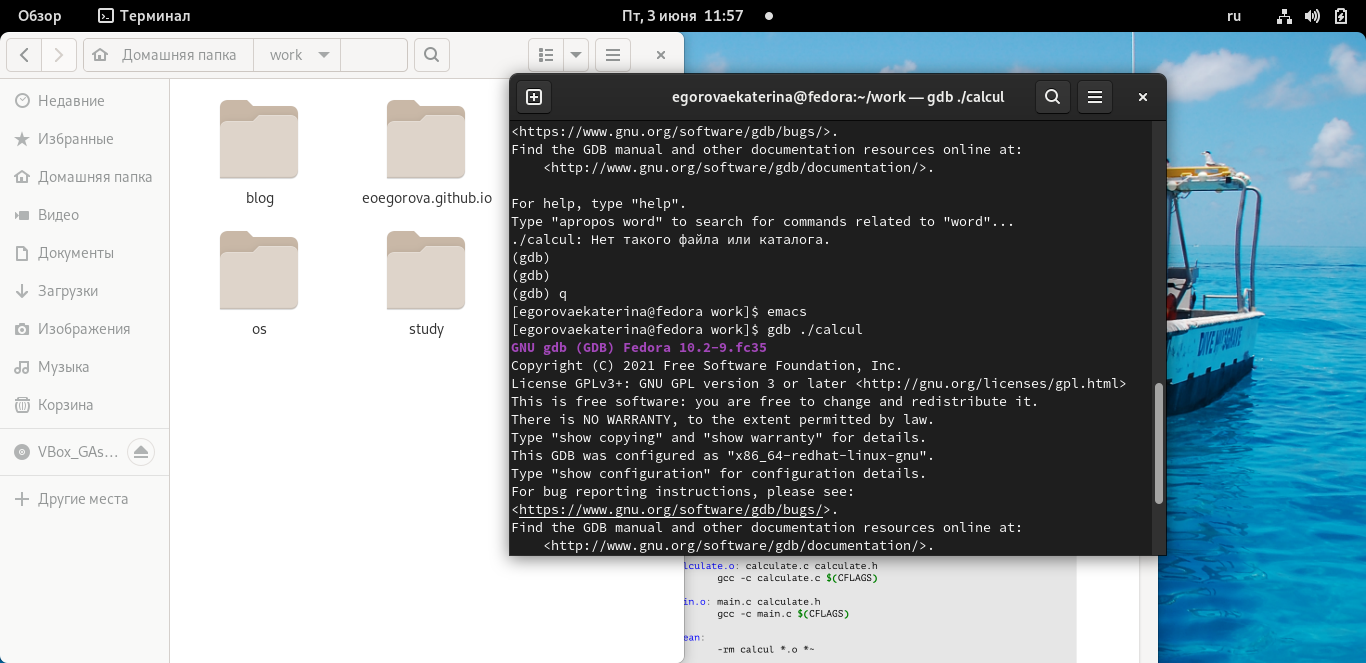 Обзор Терминал Пт, 3 июня 11:57 ru
Домашняя папка work
Недавние
Избранные
Домашняя папка
Видео
Документы
Загрузки
Изображения
Музыка
Корзина
VBox_GAs...
Другие места
blog eoegorova.github.io
os study
egorovaekaterina@fedora:~/work — gdb ./calcul
<https://www.gnu.org/software/gdb/bugs/>.
Find the GDB manual and other documentation resources online at:
    <http://www.gnu.org/software/gdb/documentation/>.
For help, type "help".
Type "apropos word" to search for commands related to "word"...
./calcul: Нет такого файла или каталога.
(gdb)
(gdb)
(gdb) q
[egorovaekaterina@fedora work]$ emacs
[egorovaekaterina@fedora work]$ gdb ./calcul
GNU gdb (GDB) Fedora 10.2-9.fc35
Copyright (C) 2021 Free Software Foundation, Inc.
License GPLv3+: GNU GPL version 3 or later <http://gnu.org/licenses/gpl.html>
This is free software: you are free to change and redistribute it.
There is NO WARRANTY, to the extent permitted by law.
Type "show copying" and "show warranty" for details.
This GDB was configured as "x86_64-redhat-linux-gnu".
Type "show configuration" for configuration details.
For bug reporting instructions, please see:
<https://www.gnu.org/software/gdb/bugs/>.
Find the GDB manual and other documentation resources online at:
    <http://www.gnu.org/software/gdb/documentation/>.
lculate.o: calculate.c calculate.h
gcc -c calculate.c $(CFLAGS)
in.o: main.c calculate.h
gcc -c main.c $(CFLAGS)
ean:
-rm calcul *.o *~
DIVE MUSGRAVE